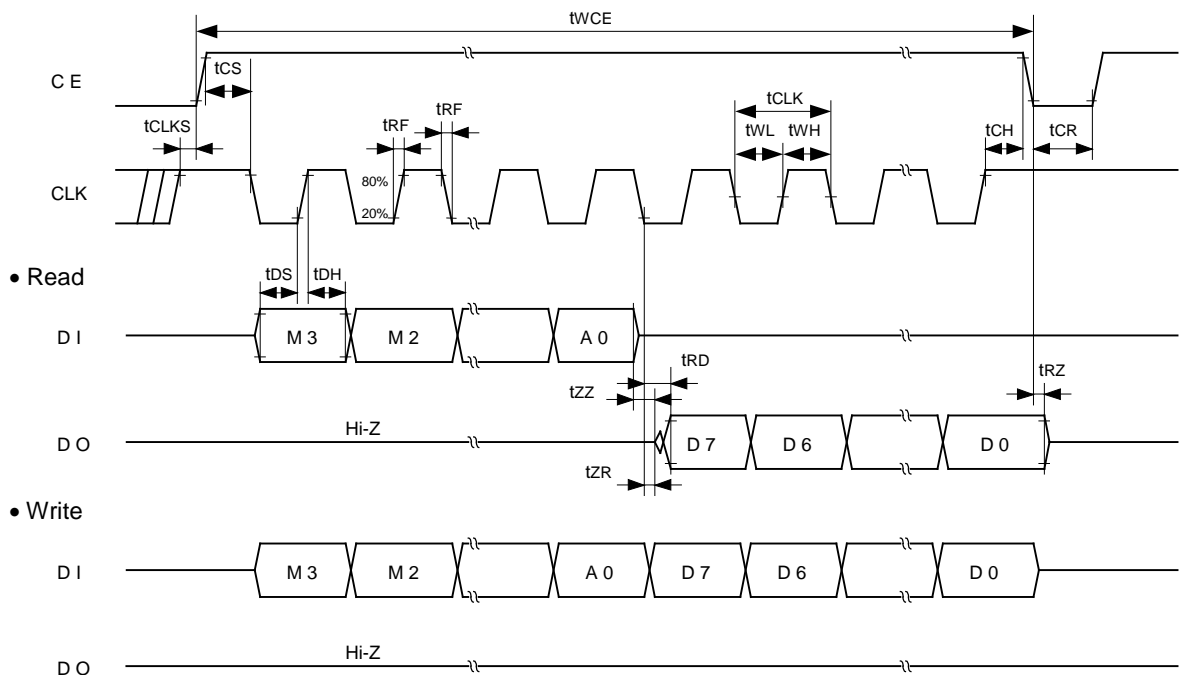 tWCE
C E
tCS
tCLK
tCLKS
tRF
tRF
tWL
tWH
tCH
tCR
CLK
80%
20%
• Read
tDS
tDH
D I
M 3
M 2
A 0
tRD
tZZ
tRZ
D O
Hi-Z
D 7
D 6
D 0
tZR
• Write
D I
M 3
M 2
A 0
D 7
D 6
D 0
D O
Hi-Z